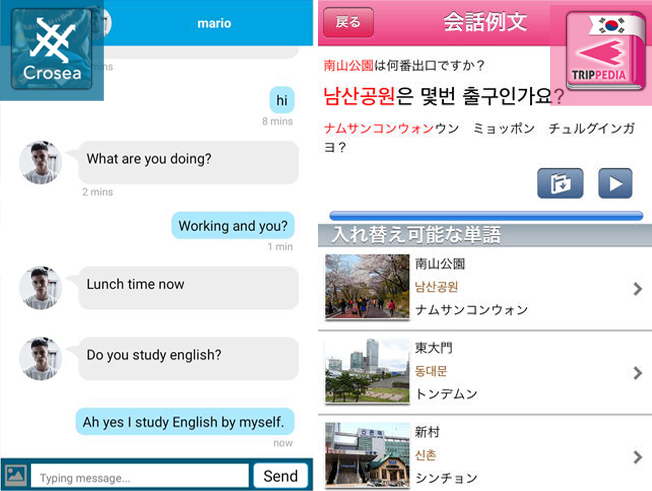 Crosea
mario
mins
hi
8 mins
What are you doing?
2 mins
Working and you?
1 min
Lunch time now
Do you study english?
Ah yes I study English by myself.
now
Typing message...
Send
戻る
会話例文
TRIPPEDIA
南山公園は何番出口ですか？
남산공원은 몇번 출구인가요?
ナムサンコンウォンウン ミョッポン チュルグインガ
ヨ？
入れ替え可能な単語
南山公園
남산공원
ナムサンコンウォン
東大門
동대문
トンデムン
新村
신촌
シンチョン